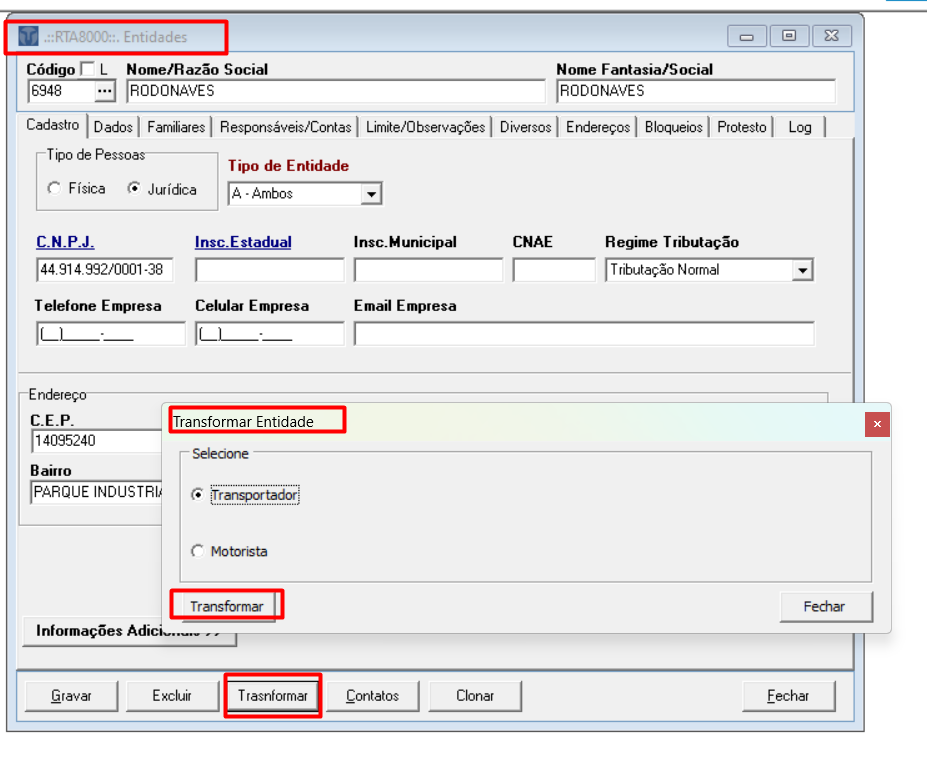 .::RTA8000::. Entidades
Código L Nome/Razão Social Nome Fantasia/Social
6948 ... RODONAVES RODONAVES
Cadastro Dados Familiares Responsáveis/Contas Limite/Observações Diversos Endereços Bloqueios Protesto Log
Tipo de Pessoas
Tipo de Entidade
Física Jurídica
A - Ambos
C.N.P.J. Insc.Estadual Insc.Municipal CNAE Regime Tributação
44.914.992/0001-38 Tributação Normal
Telefone Empresa Celular Empresa Email Empresa
(__)_____-____ (__)_____-____
Endereço
C.E.P.
14095240
Bairro
PARQUE INDUSTRIA
Transformar Entidade
Selecione
Transportador
Motorista
Transformar Fechar
Informações Adicionais >>
Gravar Excluir Trasnformar Contatos Clonar Fechar